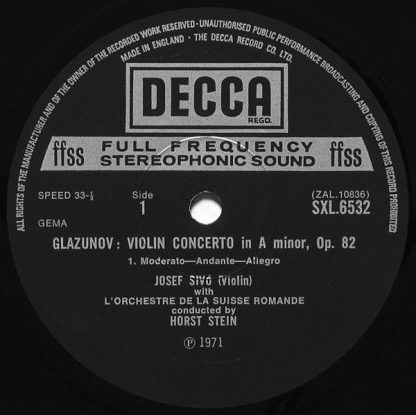 ALL RIGHTS OF THE MANUFACTURER AND OF THE OWNER OF THE RECORDED WORK RESERVED · UNAUTHORISED PUBLIC PERFORMANCE BROADCASTING AND COPYING OF THIS RECORD PROHIBITED
MADE IN ENGLAND · THE DECCA RECORD CO. LTD.
DECCA
REGD.
ffss FULL FREQUENCY ffss
STEREOPHONIC SOUND
SPEED 33-⅓ Side (ZAL.10836)
1 SXL.6532
GEMA
GLAZUNOV: VIOLIN CONCERTO in A minor, Op. 82
1. Moderato—Andante—Allegro
JOSEF SIVÓ (Violin)
with
L'ORCHESTRE DE LA SUISSE ROMANDE
conducted by
HORST STEIN
Ⓟ 1971